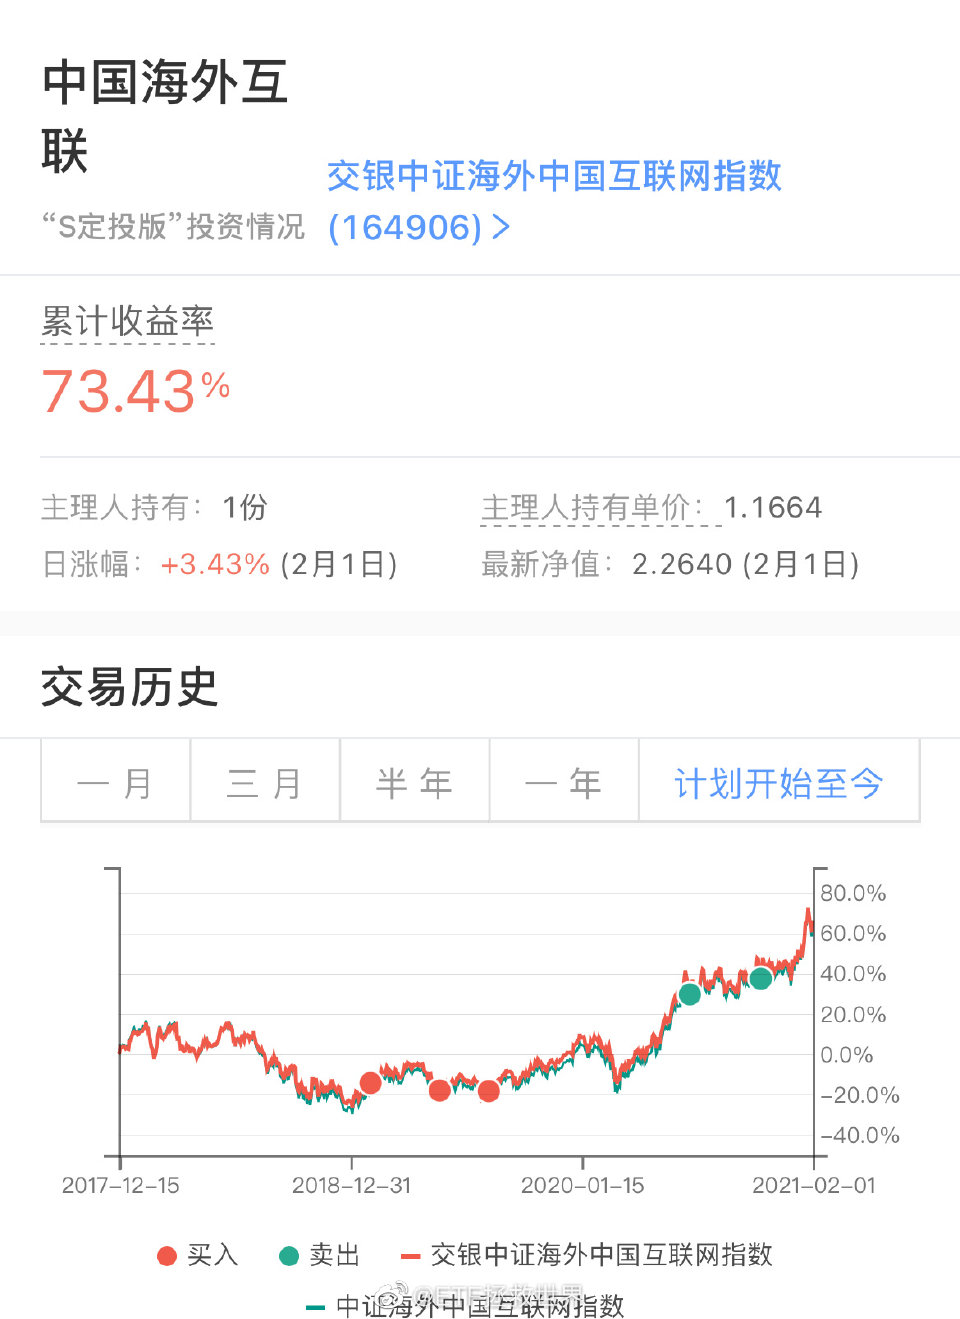 中国海外互
联
交银中证海外中国互联网指数
“S定投版”投资情况 (164906) >
累计收益率
73.43%
主理人持有： 1份 主理人持有单价： 1.1664
日涨幅： +3.43% (2月1日) 最新净值： 2.2640 (2月1日)
交易历史
一月 三月 半年 一年 计划开始至今
80.0%
60.0%
40.0%
20.0%
0.0%
-20.0%
-40.0%
2017-12-15 2018-12-31 2020-01-15 2021-02-01
买入 卖出 交银中证海外中国互联网指数
@ETF拯救世界
中证海外中国互联网指数